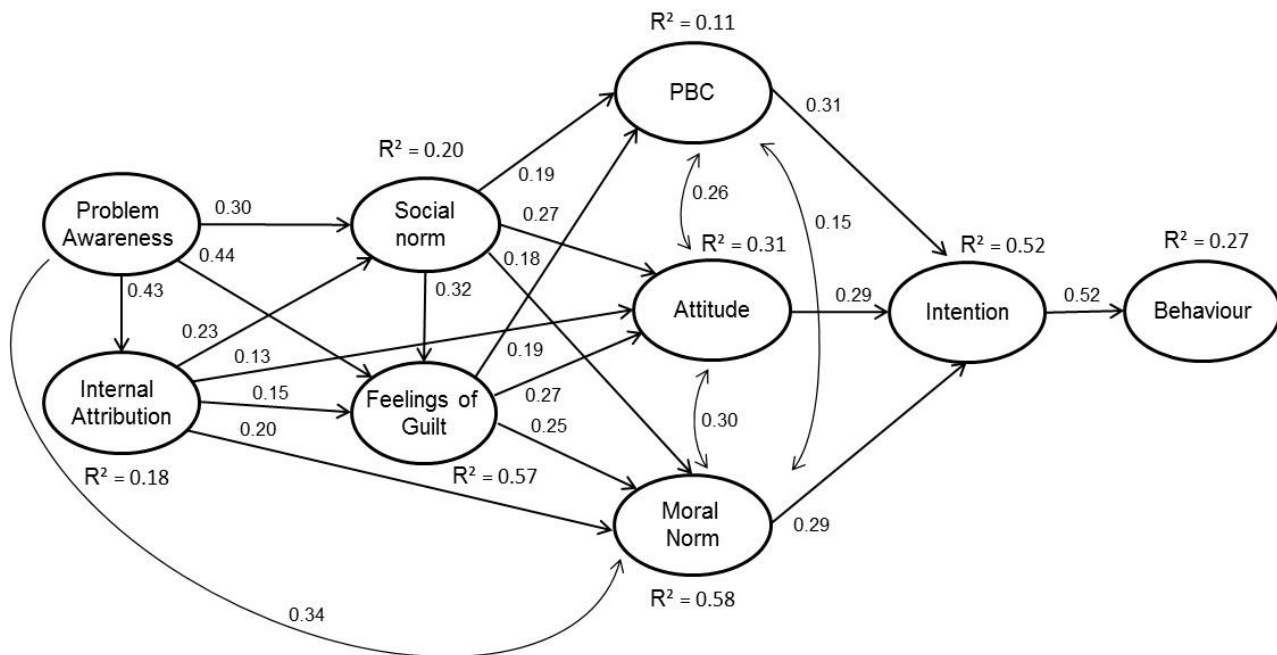 R² = 0.11
PBC
0.31
R² = 0.20
0.19
0.26
Problem
Awareness
0.30
Social
norm
0.27
0.15
R² = 0.31
R² = 0.52
R² = 0.27
0.44
0.18
0.43
0.32
Attitude
0.29
Intention
0.52
Behaviour
0.23
0.13
0.19
Internal
Attribution
0.15
Feelings of
Guilt
0.27
0.20
0.25
0.30
R² = 0.18
R² = 0.57
Moral
Norm
0.29
R² = 0.58
0.34